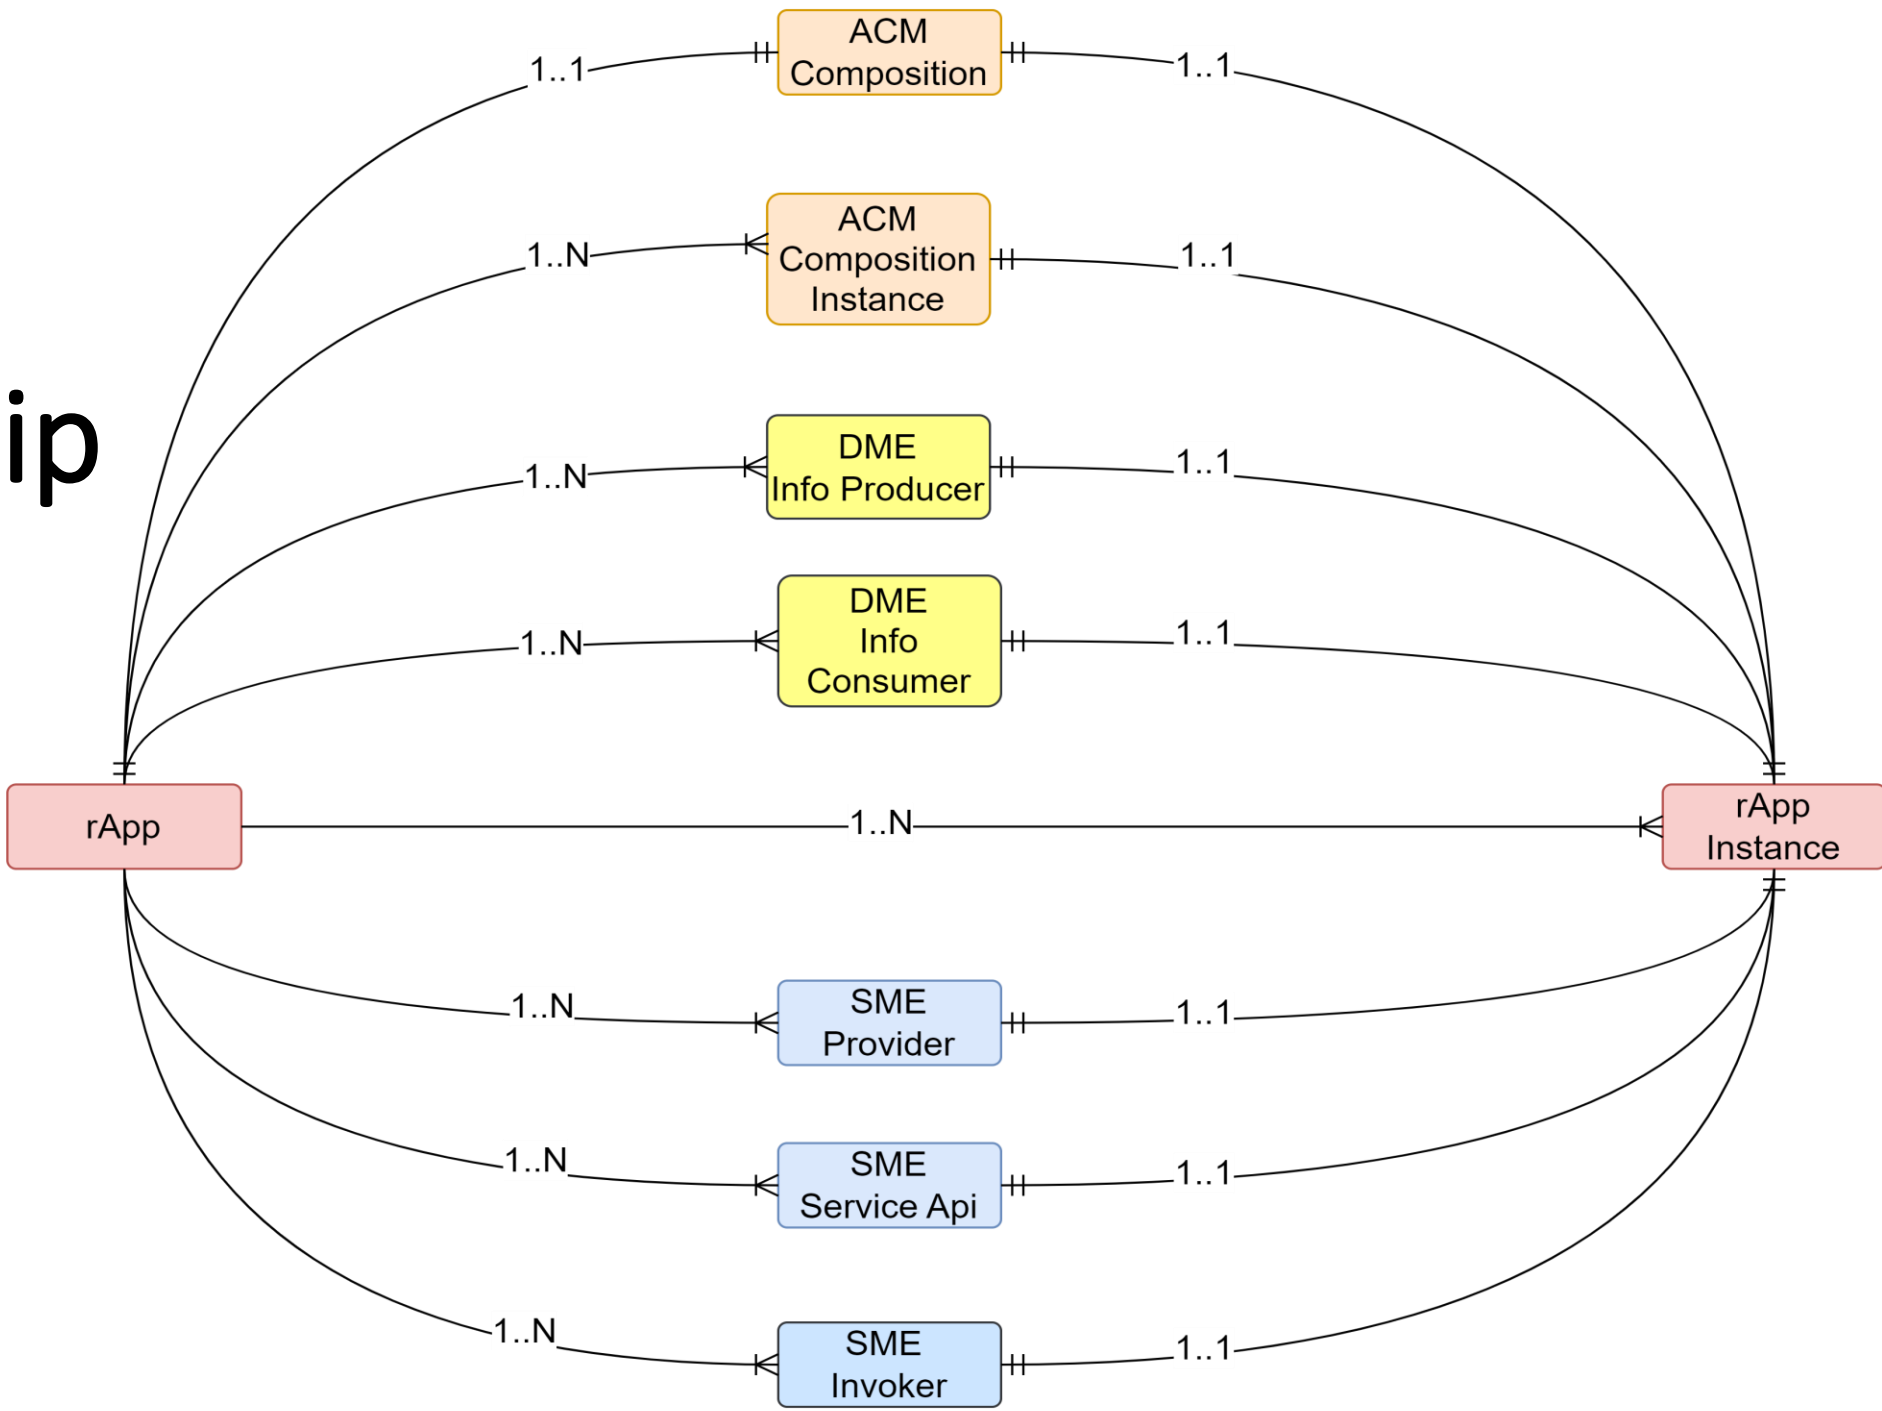 ACM
Composition
1..1
1..1
ACM
Composition
Instance
1..N
1..1
ip
DME
Info Producer
1..N
1..1
DME
Info
Consumer
1..N
1..1
rApp
1..N
rApp
Instance
SME
Provider
1..N
1..1
SME
Service Api
1..N
1..1
SME
Invoker
1..N
1..1